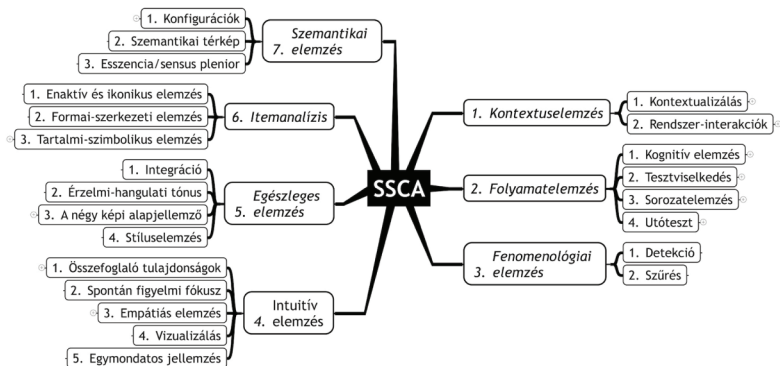 SSCA
1. Kontextuselemzés
1. Kontextualizálás
2. Rendszer-interakciók
2. Folyamatelemzés
1. Kognitív elemzés
2. Tesztviselkedés
3. Sorozatelemzés
4. Utóteszt
Fenomenológiai
3. elemzés
1. Detekció
2. Szűrés
Intuitív
4. elemzés
1. Összefoglaló tulajdonságok
2. Spontán figyelmi fókusz
3. Empátiás elemzés
4. Vizualizálás
5. Egymondatos jellemzés
Egészleges
5. elemzés
1. Integráció
2. Érzelmi-hangulati tónus
3. A négy képi alapjellemző
4. Stíluselemzés
6. Itemanalízis
1. Enaktív és ikonikus elemzés
2. Formai-szerkezeti elemzés
3. Tartalmi-szimbolikus elemzés
Szemantikai
7. elemzés
1. Konfigurációk
2. Szemantikai térkép
3. Esszencia/sensus plenior